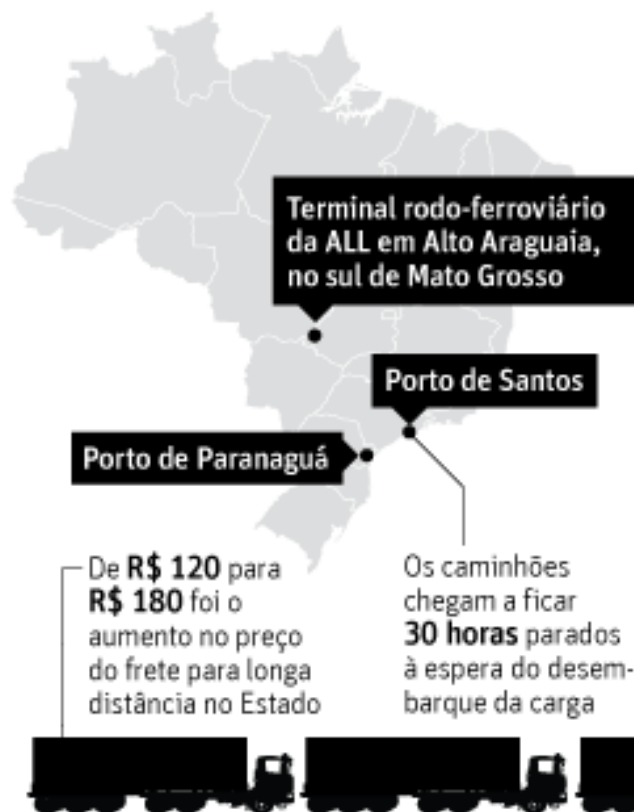 Terminal rodo-ferroviário
da ALL em Alto Araguaia,
no sul de Mato Grosso
Porto de Santos
Porto de Paranaguá
De R$ 120 para
R$ 180 foi o
aumento no preço
do frete para longa
distância no Estado
Os caminhões
chegam a ficar
30 horas parados
à espera do desem-
barque da carga